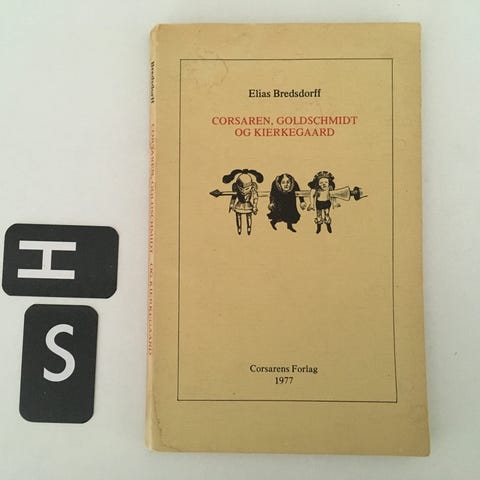 Elias Bredsdorff
CORSAREN, GOLDSCHMIDT
OG KIERKEGAARD
Corsarens Forlag
1977
Bredsdorff
CORSAREN, GOLDSCHMIDT OG KIERKEGAARD
H
S